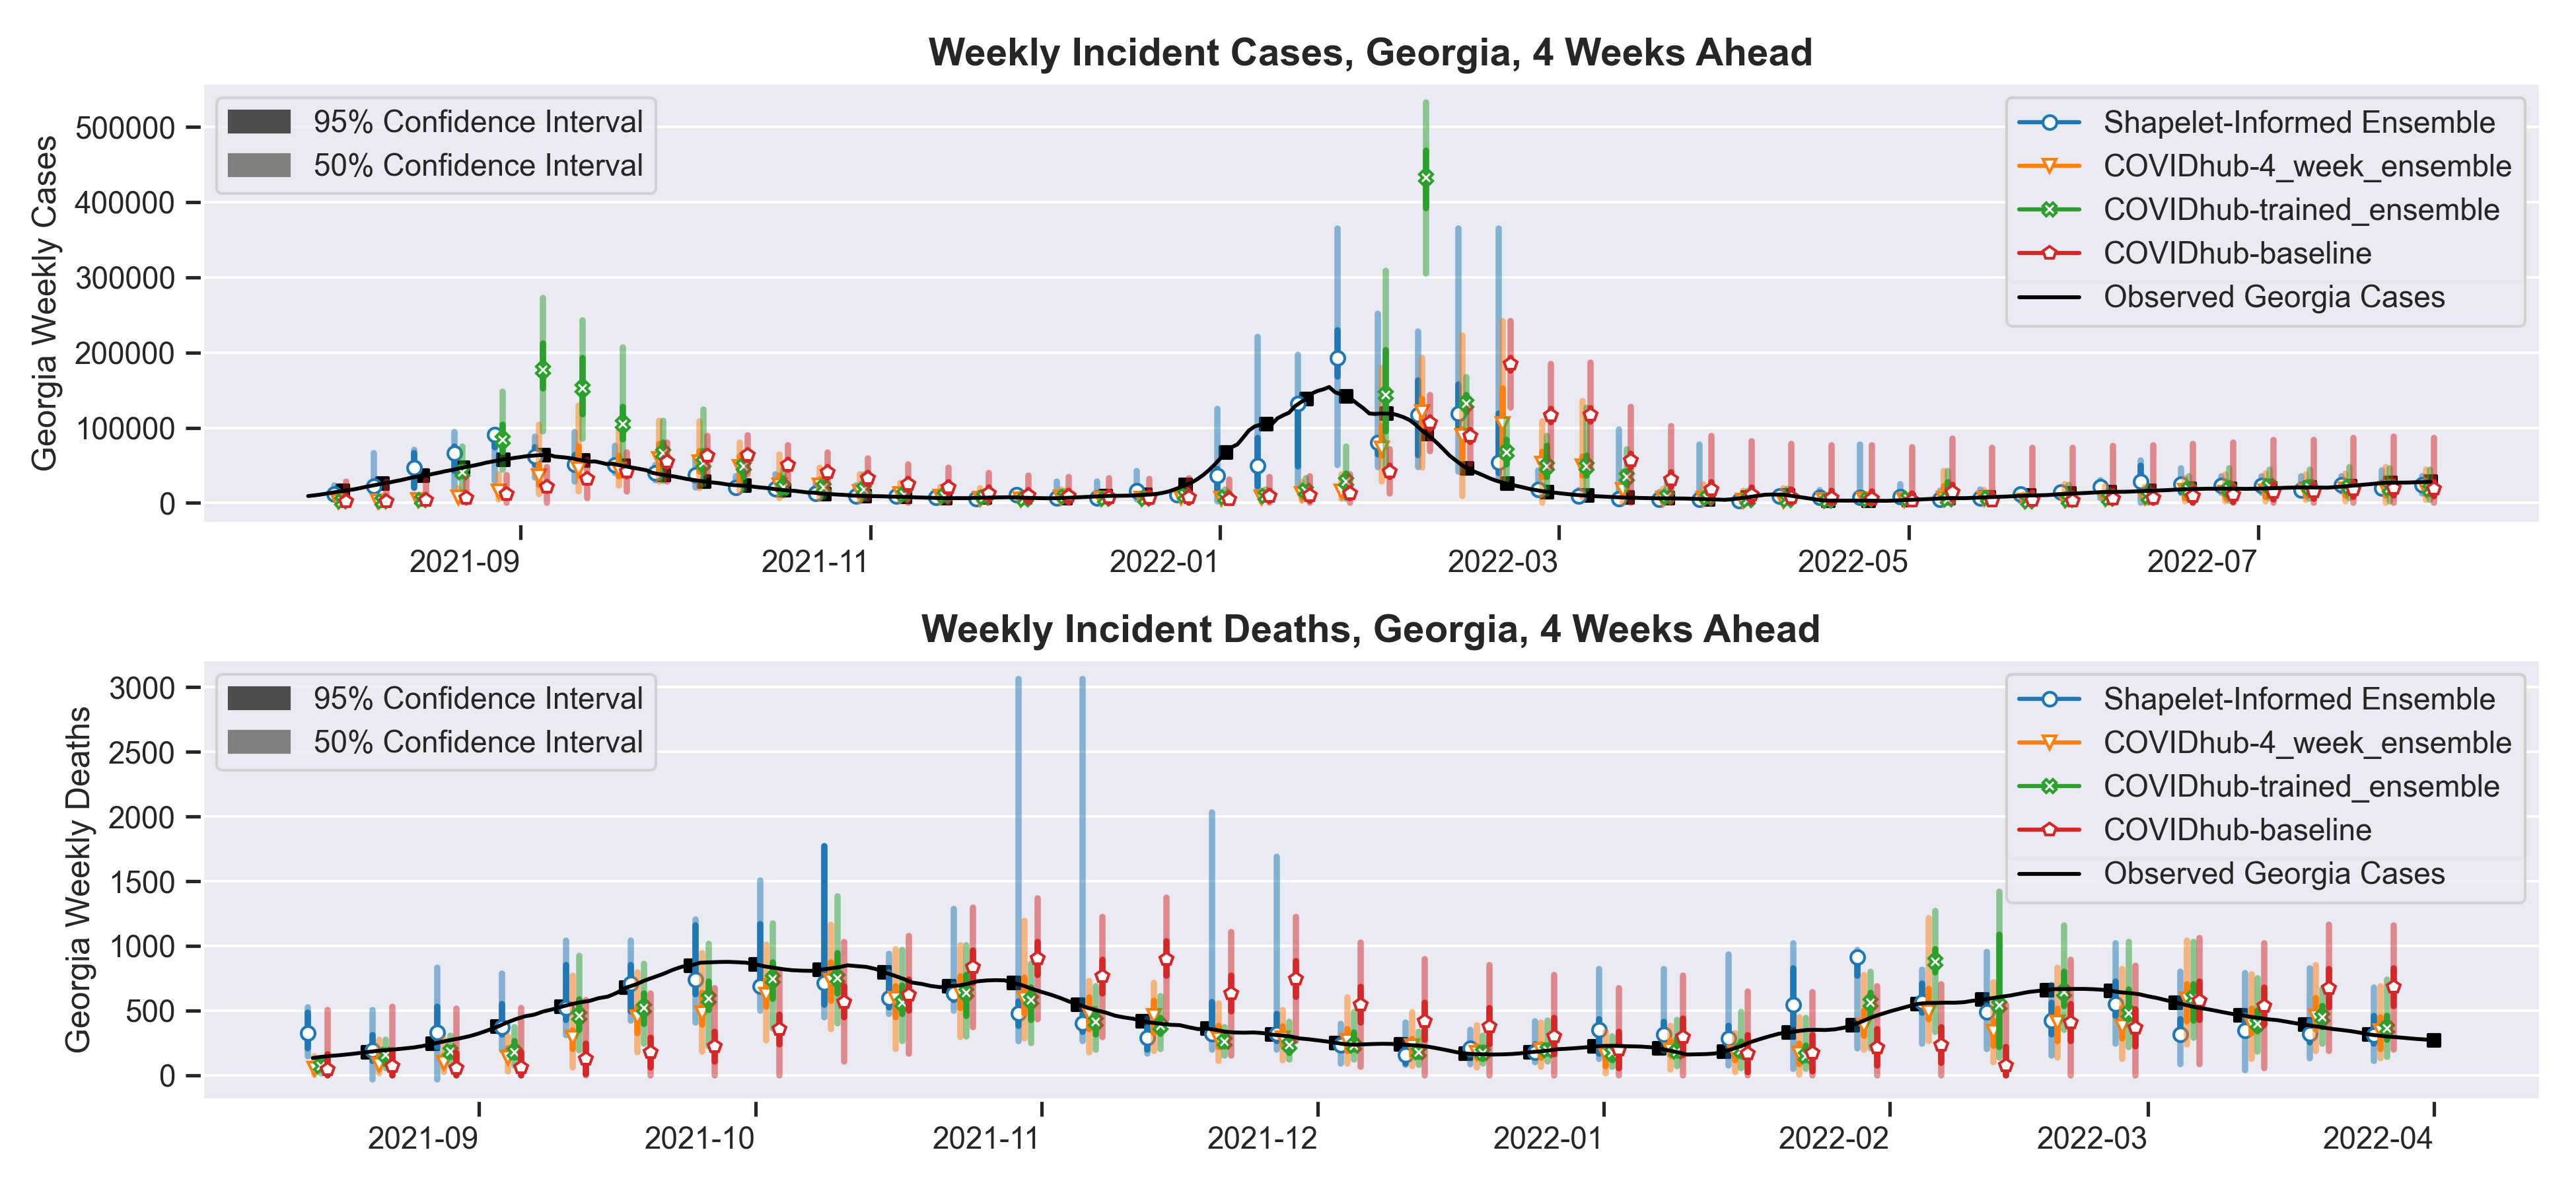 Weekly Incident Cases, Georgia, 4 Weeks Ahead
95% Confidence Interval
50% Confidence Interval
Shapelet-Informed Ensemble
COVIDhub-4_week_ensemble
COVIDhub-trained_ensemble
COVIDhub-baseline
Observed Georgia Cases
Georgia Weekly Cases
500000
400000
300000
200000
100000
0
2021-09
2021-11
2022-01
2022-03
2022-05
2022-07
Weekly Incident Deaths, Georgia, 4 Weeks Ahead
95% Confidence Interval
50% Confidence Interval
Shapelet-Informed Ensemble
COVIDhub-4_week_ensemble
COVIDhub-trained_ensemble
COVIDhub-baseline
Observed Georgia Cases
Georgia Weekly Deaths
3000
2500
2000
1500
1000
500
0
2021-09
2021-10
2021-11
2021-12
2022-01
2022-02
2022-03
2022-04